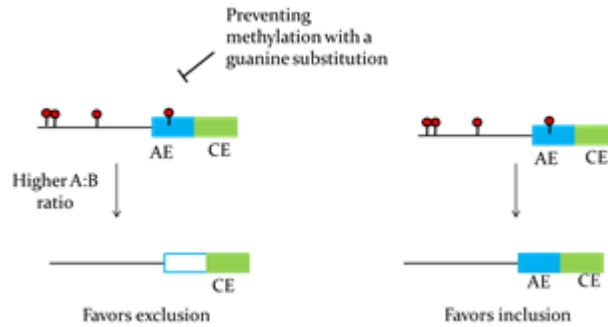 Preventing
methylation with a
guanine substitution
AE
CE
AE
CE
Higher A:B
ratio
CE
AE
CE
Favors exclusion
Favors inclusion